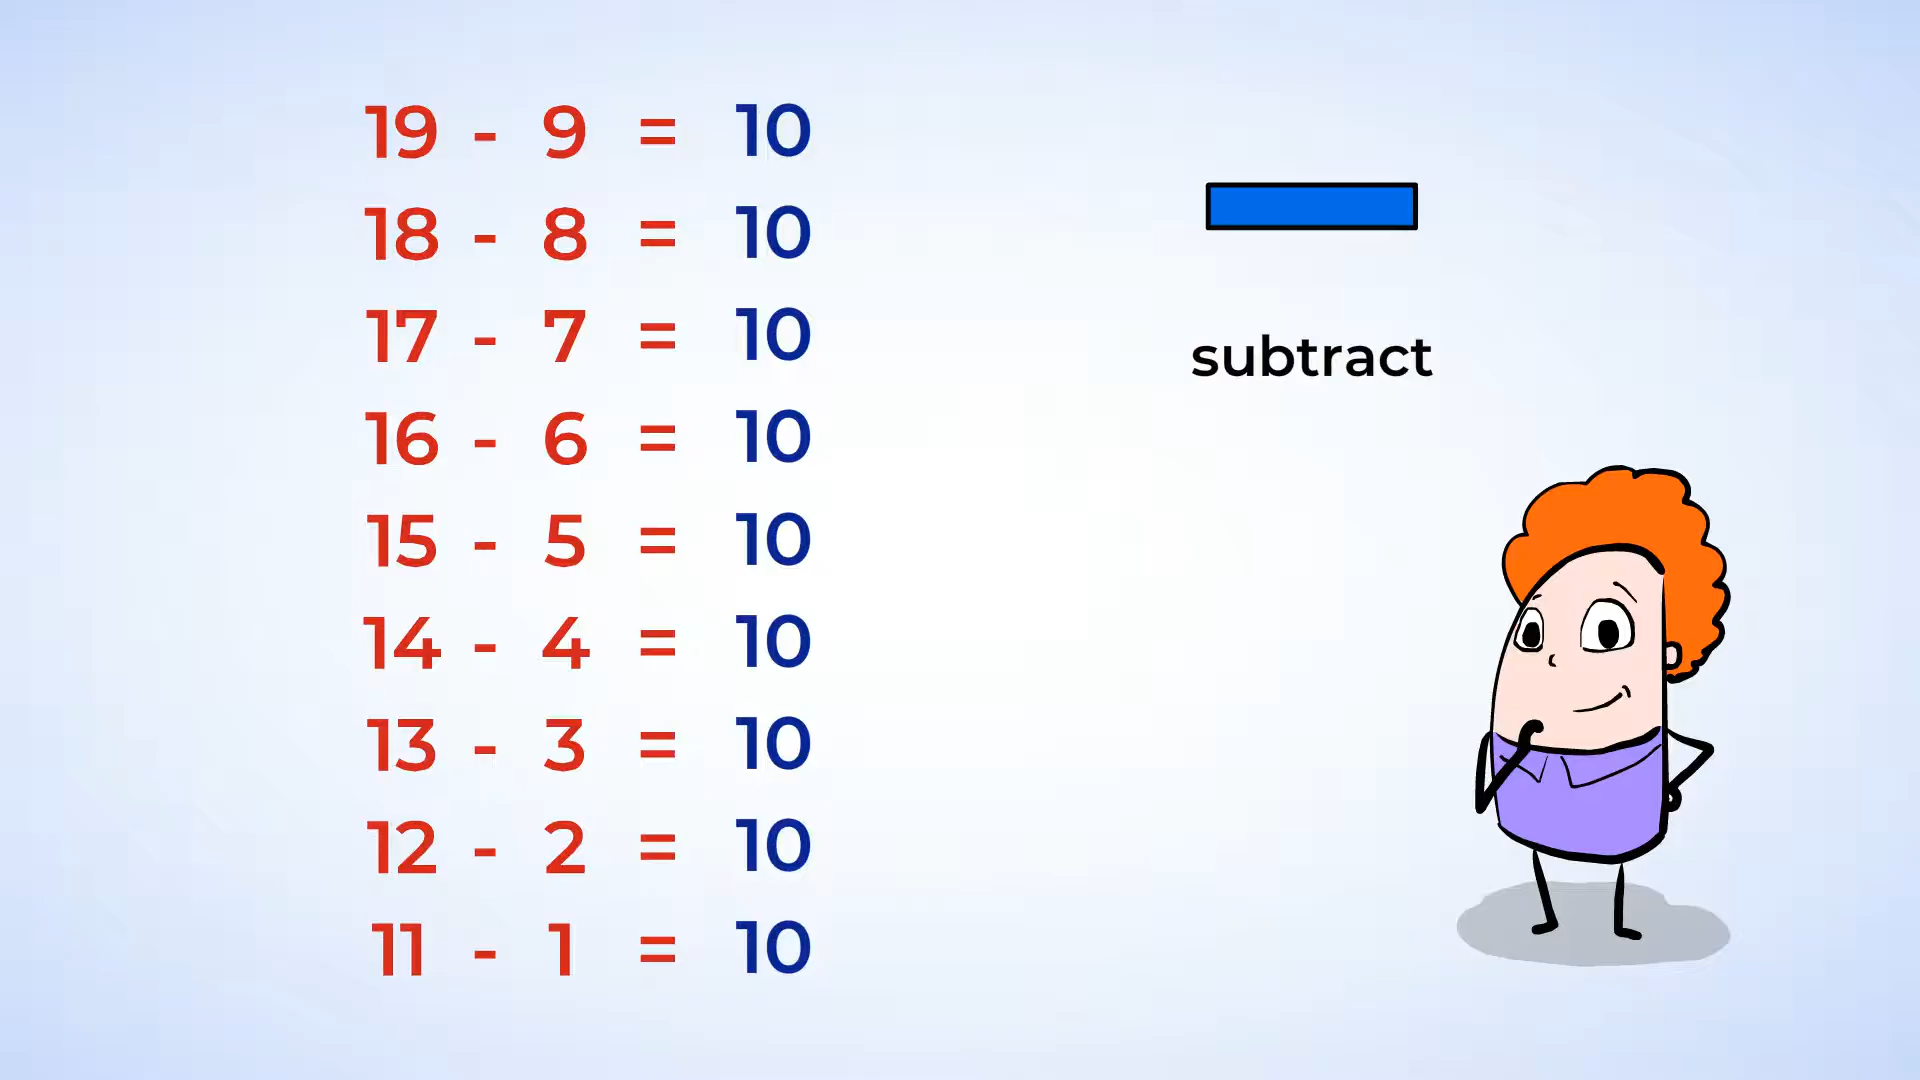 19 - 9 = 10
18 - 8 = 10
17 - 7 = 10
16 - 6 = 10
15 - 5 = 10
14 - 4 = 10
13 - 3 = 10
12 - 2 = 10
11 - 1 = 10
subtract